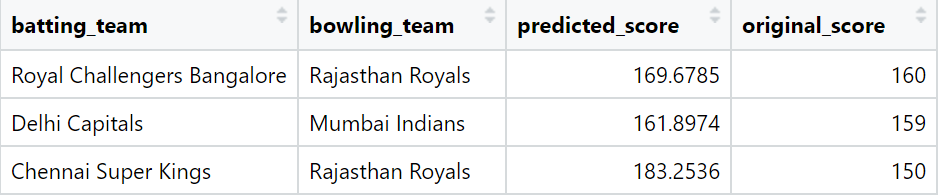 batting_team bowling_team predicted_score original_score
Royal Challengers Bangalore Rajasthan Royals 169.6785 160
Delhi Capitals Mumbai Indians 161.8974 159
Chennai Super Kings Rajasthan Royals 183.2536 150